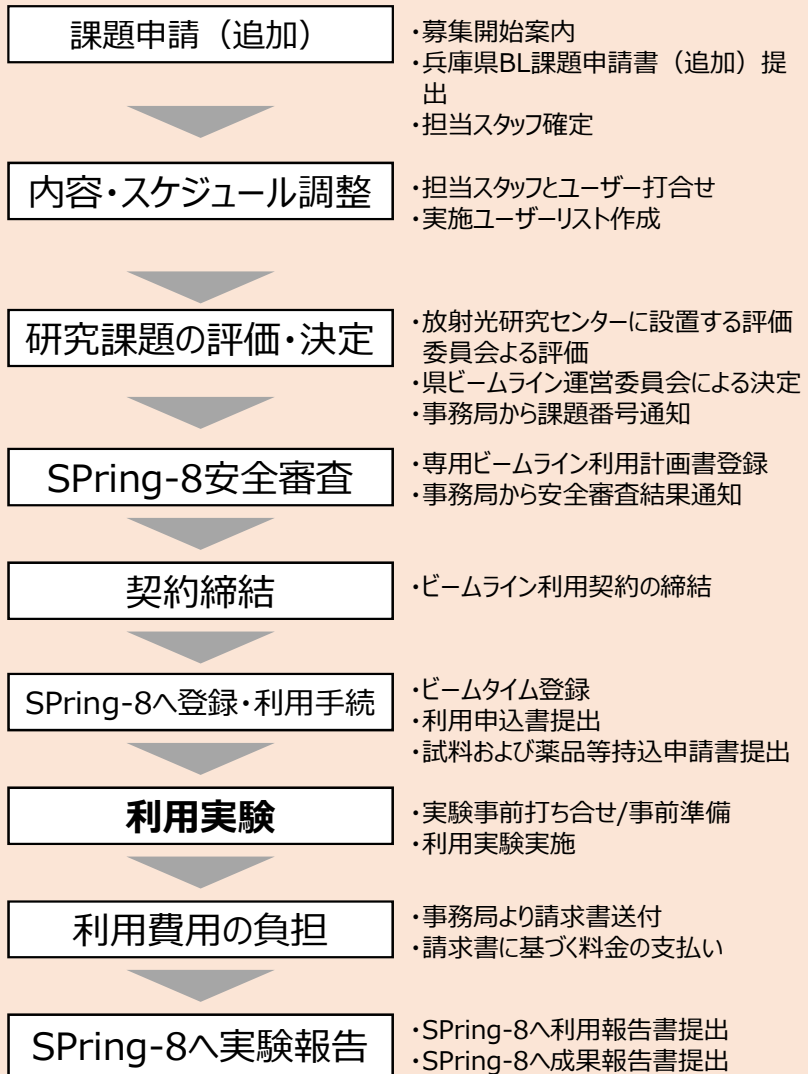 課題申請（追加）
・募集開始案内
・兵庫県BL課題申請書（追加）提
出
・担当スタッフ確定
内容・スケジュール調整
・担当スタッフとユーザー打合せ
・実施ユーザーリスト作成
研究課題の評価・決定
・放射光研究センターに設置する評価
委員会よる評価
・県ビームライン運営委員会による決定
・事務局から課題番号通知
SPring-8安全審査
・専用ビームライン利用計画書登録
・事務局から安全審査結果通知
契約締結
・ビームライン利用契約の締結
SPring-8へ登録・利用手続
・ビームタイム登録
・利用申込書提出
・試料および薬品等持込申請書提出
利用実験
・実験事前打ち合せ/事前準備
・利用実験実施
利用費用の負担
・事務局より請求書送付
・請求書に基づく料金の支払い
SPring-8へ実験報告
・SPring-8へ利用報告書提出
・SPring-8へ成果報告書提出